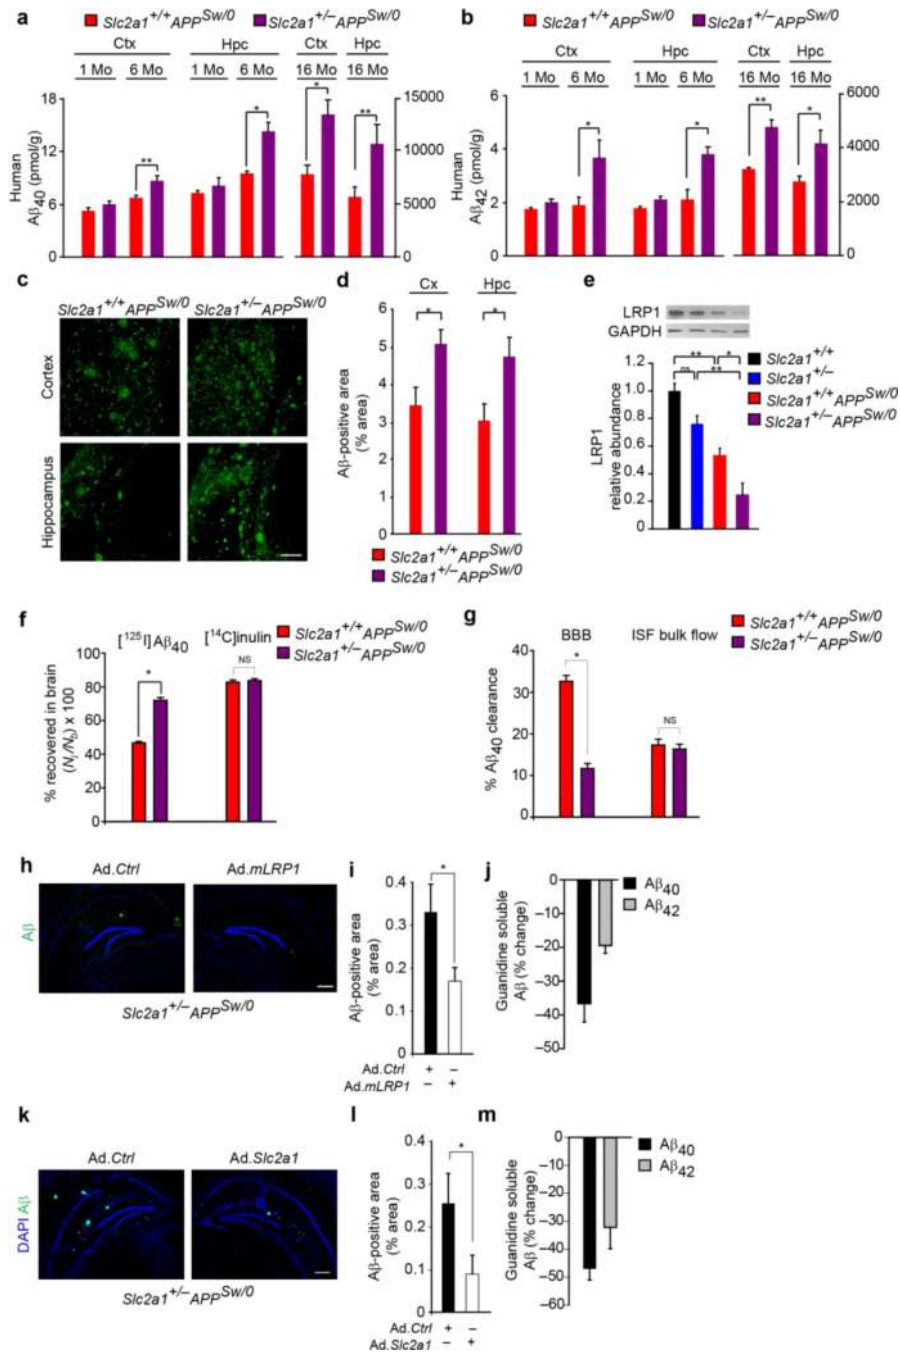 a
Slc2a1+/+APPSw/0 Slc2a1+/–APPSw/0
Ctx Hpc Ctx Hpc
1 Mo 6 Mo 1 Mo 6 Mo 16 Mo 16 Mo
Human
Aβ40 (pmol/g)
18
12
6
0
15000
10000
5000
0
** * * **
b
Slc2a1+/+APPSw/0 Slc2a1+/–APPSw/0
Ctx Hpc Ctx Hpc
1 Mo 6 Mo 1 Mo 6 Mo 16 Mo 16 Mo
Human
Aβ42 (pmol/g)
6
4
2
0
6000
4000
2000
0
* * ** *
c
Slc2a1+/+APPSw/0 Slc2a1+/–APPSw/0
Cortex
Hippocampus
d
Cx Hpc
* *
Aβ-positive area
(% area)
6
5
4
3
2
1
0
Slc2a1+/+APPSw/0
Slc2a1+/–APPSw/0
e
LRP1
GAPDH
** *
ns **
LRP1
relative abundance
1.2
1.0
0.8
0.6
0.4
0.2
0
Slc2a1+/+
Slc2a1+/–
Slc2a1+/+APPSw/0
Slc2a1+/–APPSw/0
f
[125I]Aβ40 [14C]inulin
* NS
% recovered in brain
(Ni/Nb) x 100
100
80
60
40
20
0
Slc2a1+/+APPSw/0
Slc2a1+/–APPSw/0
g
BBB ISF bulk flow
* NS
% Aβ40 clearance
40
30
20
10
0
Slc2a1+/+APPSw/0
Slc2a1+/–APPSw/0
h
Ad.Ctrl Ad.mLRP1
Aβ
Slc2a1+/–APPSw/0
i
*
Aβ-positive area
(% area)
0.4
0.3
0.2
0.1
0
Ad.Ctrl + –
Ad.mLRP1 – +
j
Guanidine soluble
Aβ (% change)
0
–10
–20
–30
–40
–50
Aβ40
Aβ42
k
Ad.Ctrl Ad.Slc2a1
DAPI Aβ
Slc2a1+/–APPSw/0
l
*
Aβ-positive area
(% area)
0.4
0.3
0.2
0.1
0
Ad.Ctrl + –
Ad.Slc2a1 – +
m
Guanidine soluble
Aβ (% change)
0
–10
–20
–30
–40
–50
–60
Aβ40
Aβ42